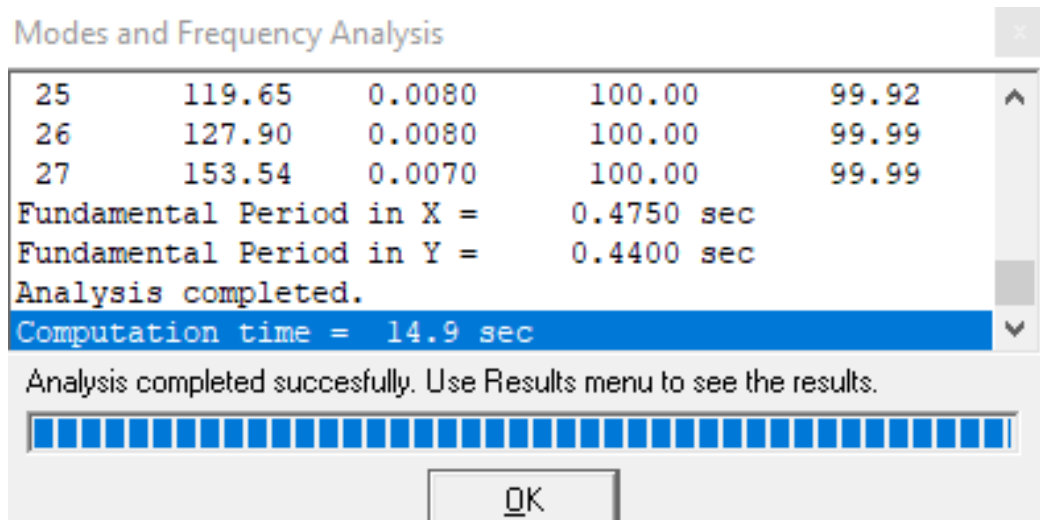 Modes and Frequency Analysis
x
25 119.65 0.0080 100.00 99.92
26 127.90 0.0080 100.00 99.99
27 153.54 0.0070 100.00 99.99
Fundamental Period in X = 0.4750 sec
Fundamental Period in Y = 0.4400 sec
Analysis completed.
Computation time = 14.9 sec
Analysis completed succesfully. Use Results menu to see the results.
OK